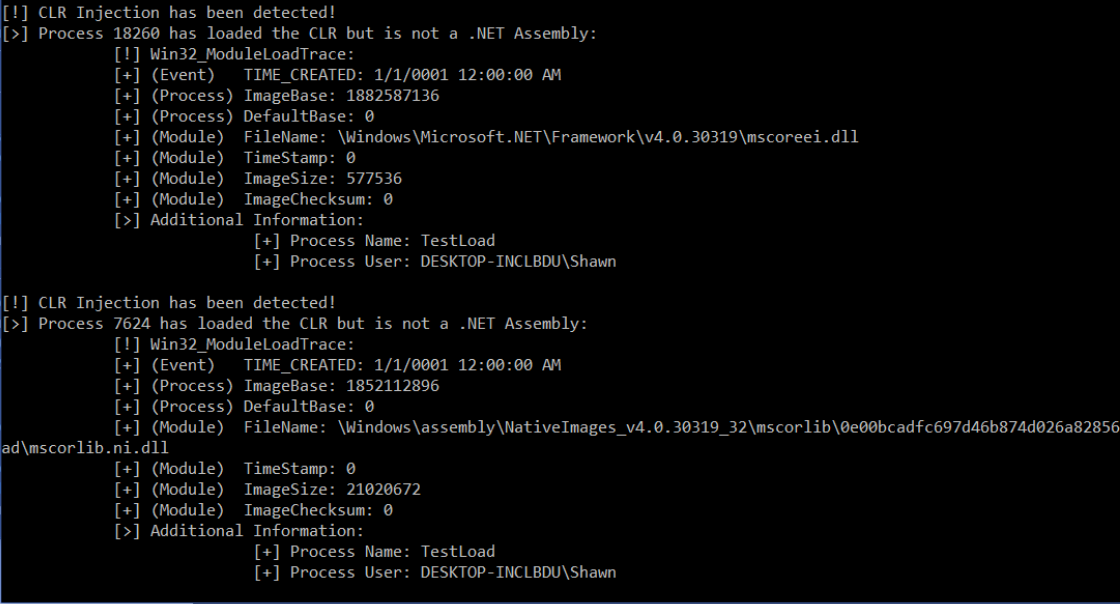 [!] CLR Injection has been detected!
[>] Process 18260 has loaded the CLR but is not a .NET Assembly:
[!] Win32_ModuleLoadTrace:
[+] (Event) TIME_CREATED: 1/1/0001 12:00:00 AM
[+] (Process) ImageBase: 1882587136
[+] (Process) DefaultBase: 0
[+] (Module) FileName: \Windows\Microsoft.NET\Framework\v4.0.30319\mscoreei.dll
[+] (Module) TimeStamp: 0
[+] (Module) ImageSize: 577536
[+] (Module) ImageChecksum: 0
[>] Additional Information:
[+] Process Name: TestLoad
[+] Process User: DESKTOP-INCLBDU\Shawn
[!] CLR Injection has been detected!
[>] Process 7624 has loaded the CLR but is not a .NET Assembly:
[!] Win32_ModuleLoadTrace:
[+] (Event) TIME_CREATED: 1/1/0001 12:00:00 AM
[+] (Process) ImageBase: 1852112896
[+] (Process) DefaultBase: 0
[+] (Module) FileName: \Windows\assembly\NativeImages_v4.0.30319_32\mscorlib\0e00bcadfc697d46b874d026a82856
ad\mscorlib.ni.dll
[+] (Module) TimeStamp: 0
[+] (Module) ImageSize: 21020672
[+] (Module) ImageChecksum: 0
[>] Additional Information:
[+] Process Name: TestLoad
[+] Process User: DESKTOP-INCLBDU\Shawn